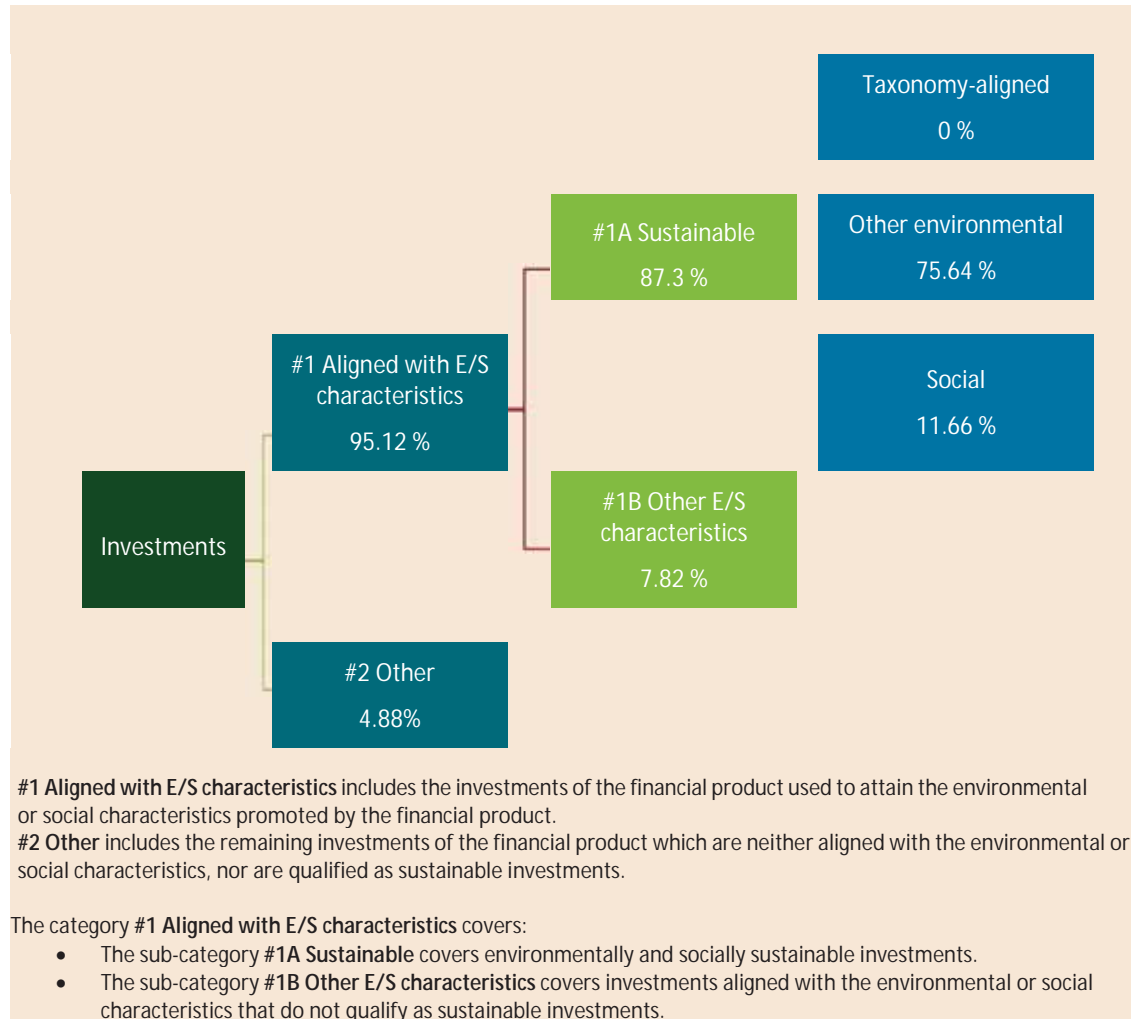 Taxonomy-aligned
0 %
#1A Sustainable
87.3 %
Other environmental
75.64 %
#1 Aligned with E/S
characteristics
95.12 %
Social
11.66 %
Investments
#1B Other E/S
characteristics
7.82 %
#2 Other
4.88%
#1 Aligned with E/S characteristics includes the investments of the financial product used to attain the environmental
or social characteristics promoted by the financial product.
#2 Other includes the remaining investments of the financial product which are neither aligned with the environmental or
social characteristics, nor are qualified as sustainable investments.
The category #1 Aligned with E/S characteristics covers:
• The sub-category #1A Sustainable covers environmentally and socially sustainable investments.
• The sub-category #1B Other E/S characteristics covers investments aligned with the environmental or social
characteristics that do not qualify as sustainable investments.